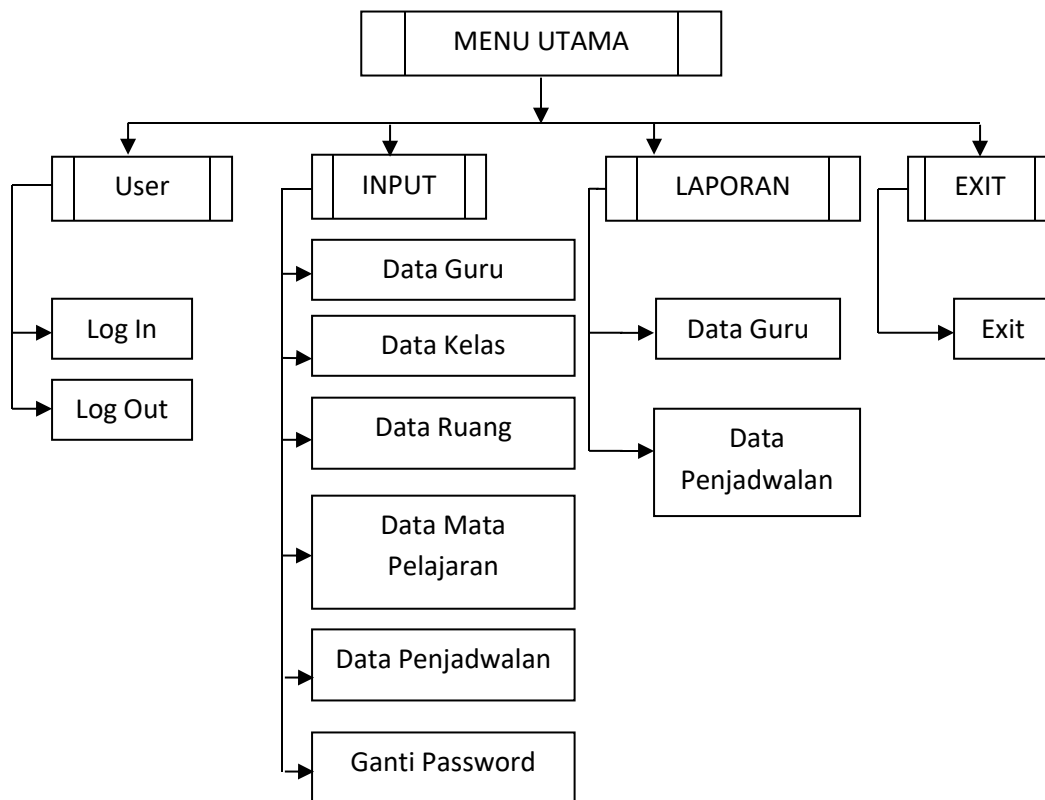 MENU UTAMA
User
INPUT
LAPORAN
EXIT
Log In
Log Out
Data Guru
Data Kelas
Data Ruang
Data Mata
Pelajaran
Data Penjadwalan
Ganti Password
Data Guru
Data
Penjadwalan
Exit